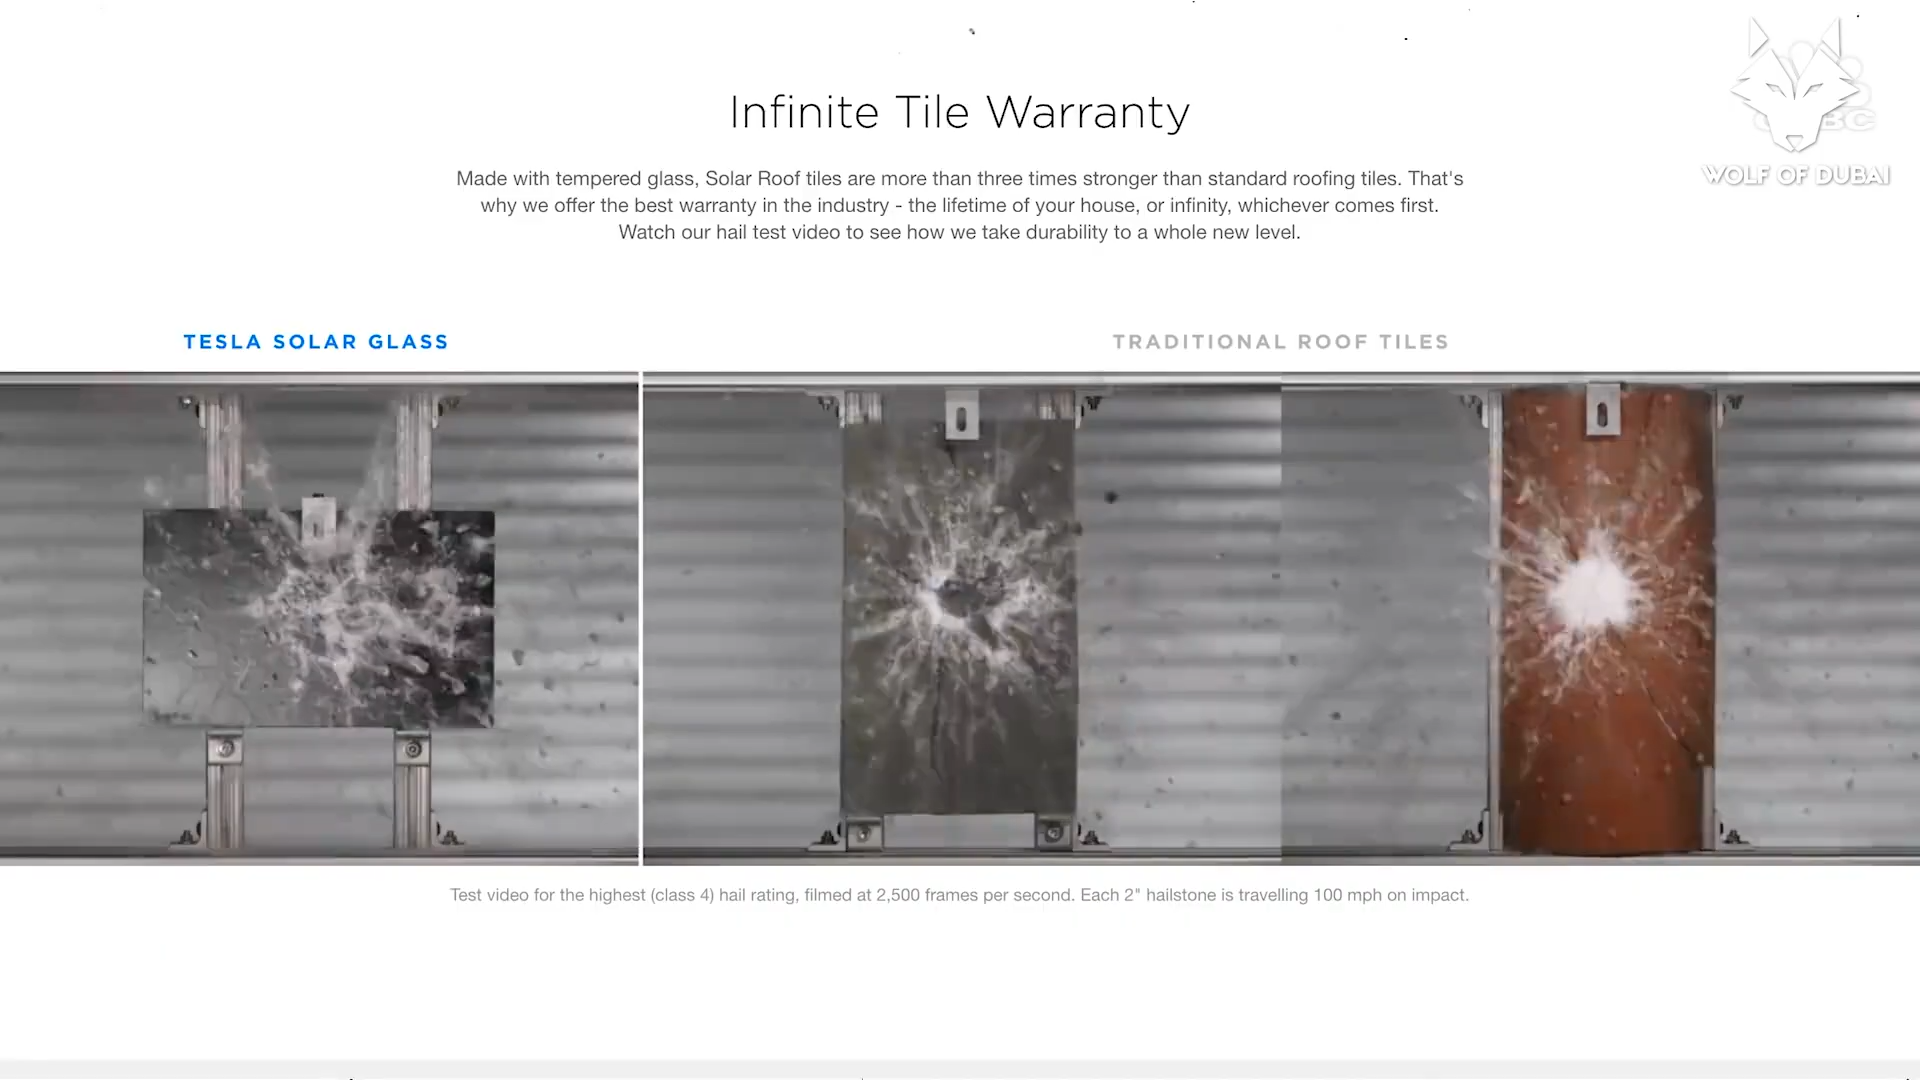 Infinite Tile Warranty
Made with tempered glass, Solar Roof tiles are more than three times stronger than standard roofing tiles. That's
why we offer the best warranty in the industry - the lifetime of your house, or infinity, whichever comes first.
Watch our hail test video to see how we take durability to a whole new level.
WOLF OF DUBAI
TESLA SOLAR GLASS
TRADITIONAL ROOF TILES
Test video for the highest (class 4) hail rating, filmed at 2,500 frames per second. Each 2" hailstone is travelling 100 mph on impact.